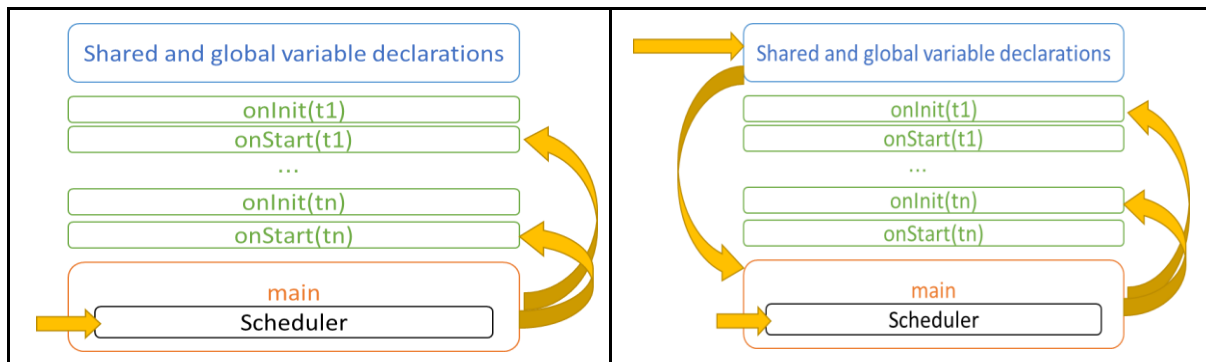 Shared and global variable declarations
onInit(t1)
onStart(t1)
...
onInit(tn)
onStart(tn)
main
Scheduler
Shared and global variable declarations
onInit(t1)
onStart(t1)
...
onInit(tn)
onStart(tn)
main
Scheduler